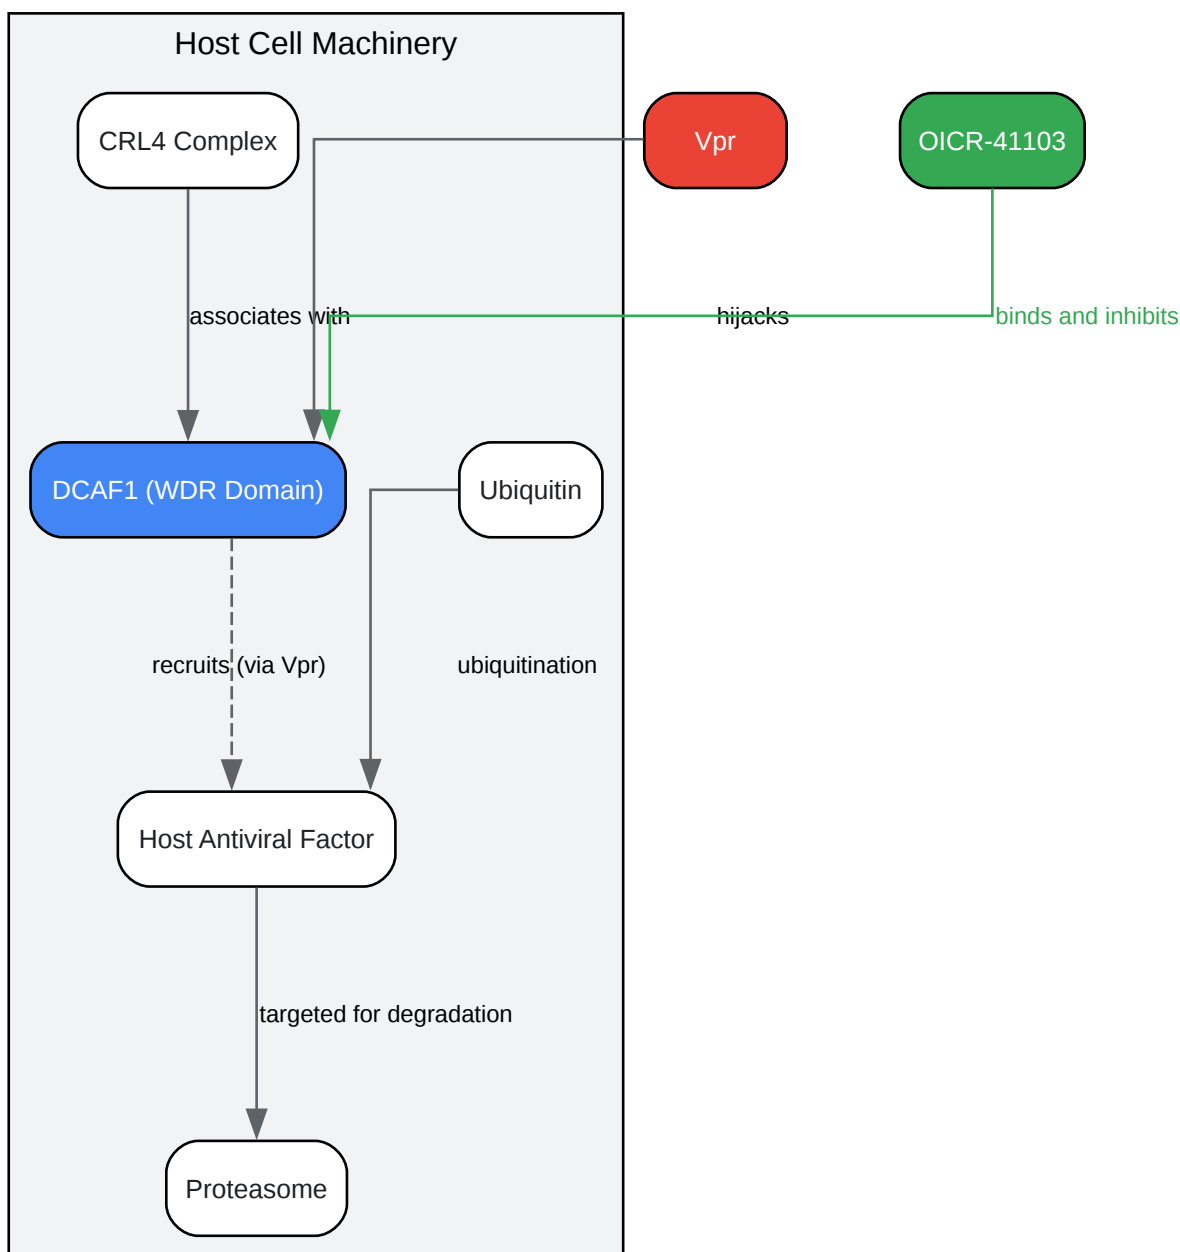 Host Cell Machinery
CRL4 Complex
Vpr
OICR-41103
associates with
hijacks
binds and inhibits
DCAF1 (WDR Domain)
Ubiquitin
recruits (via Vpr)
ubiquitination
Host Antiviral Factor
targeted for degradation
Proteasome